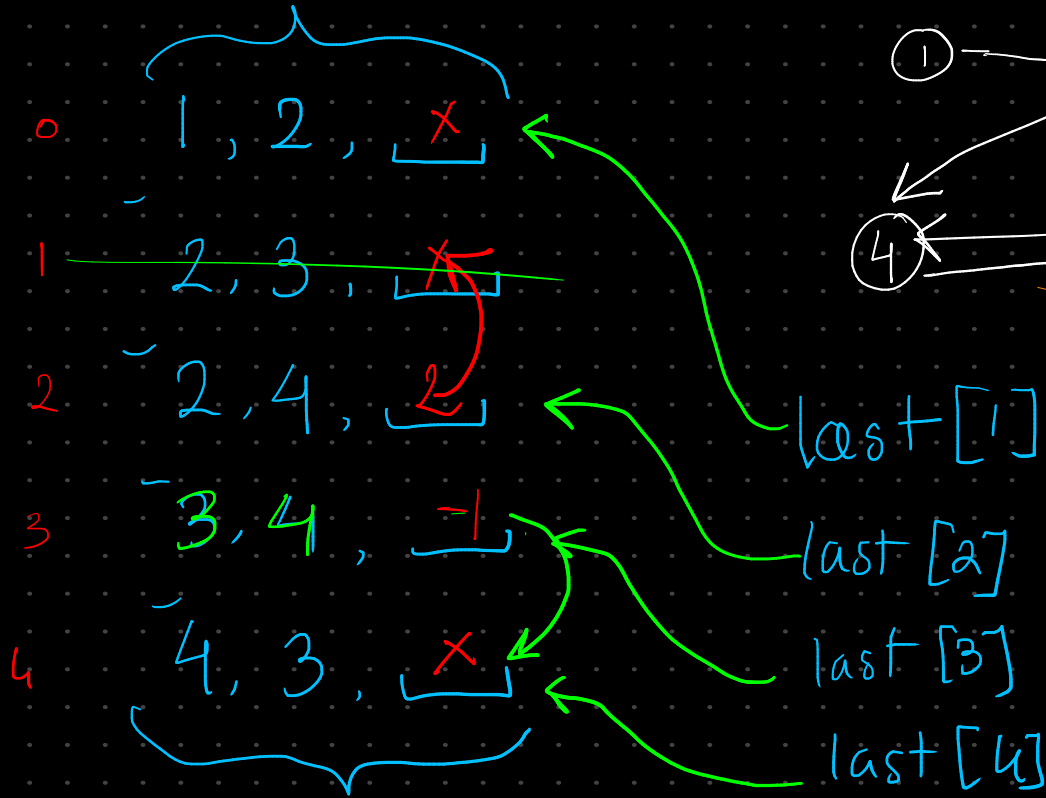 1
0 1, 2, x
1 2, 3, x
4
2 2, 4, 2
last [1]
3 3, 4, -1
last [2]
4 4, 3, x
last [3]
last [4]